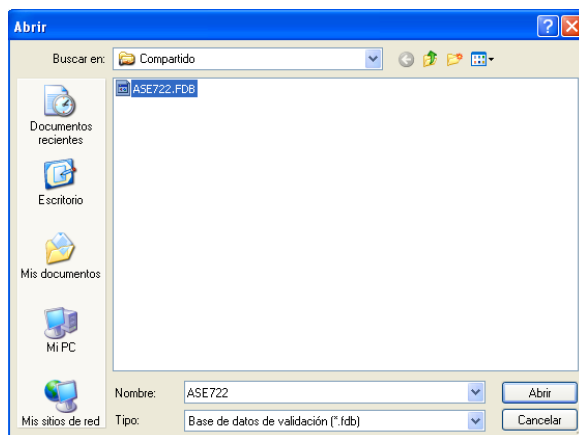 Abrir
Buscar en: Compartido
ASE722.FDB
Documentos
recientes
Escritorio
Mis documentos
Mi PC
Mis sitios de red
Nombre: ASE722 Abrir
Tipo: Base de datos de validación (*.fdb) Cancelar